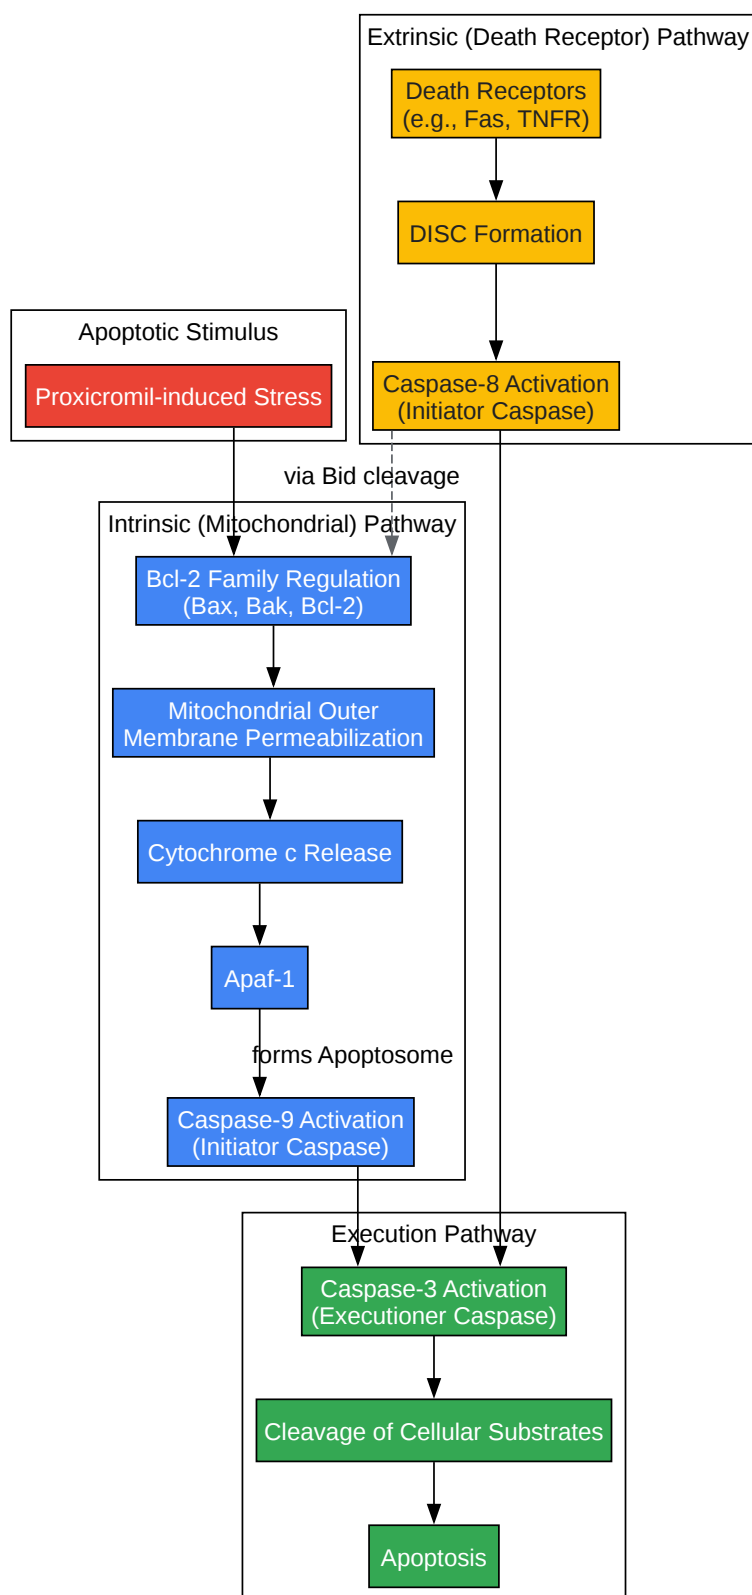 Extrinsic (Death Receptor) Pathway
Death Receptors
(e.g., Fas, TNFR)
DISC Formation
Caspase-8 Activation
(Initiator Caspase)
Apoptotic Stimulus
Proxicromil-induced Stress
via Bid cleavage
Intrinsic (Mitochondrial) Pathway
Bcl-2 Family Regulation
(Bax, Bak, Bcl-2)
Mitochondrial Outer
Membrane Permeabilization
Cytochrome c Release
Apaf-1
forms Apoptosome
Caspase-9 Activation
(Initiator Caspase)
Execution Pathway
Caspase-3 Activation
(Executioner Caspase)
Cleavage of Cellular Substrates
Apoptosis